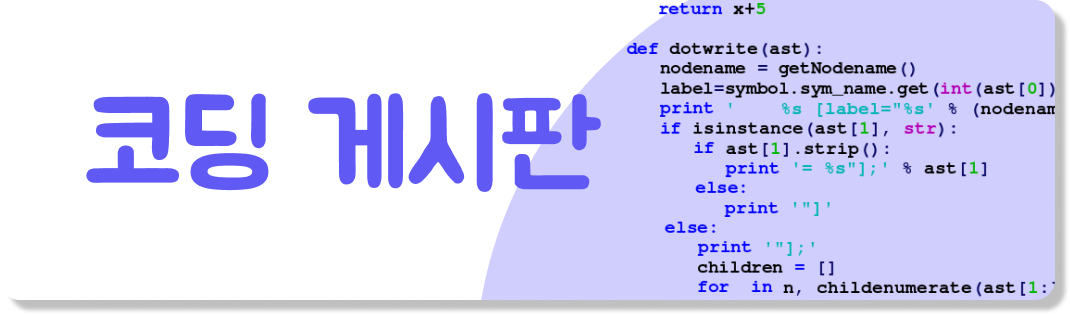 코딩 게시판
return x+5
def dotwrite(ast):
nodename = getNodename()
label=symbol.sym_name.get(int(ast[0])
print '    %s [label="%s' % (nodenam
if isinstance(ast[1], str):
if ast[1].strip():
print '= %s"];' % ast[1]
else:
print '"]'
else:
print '"];'
children = []
for  in n, childenumerate(ast[1: